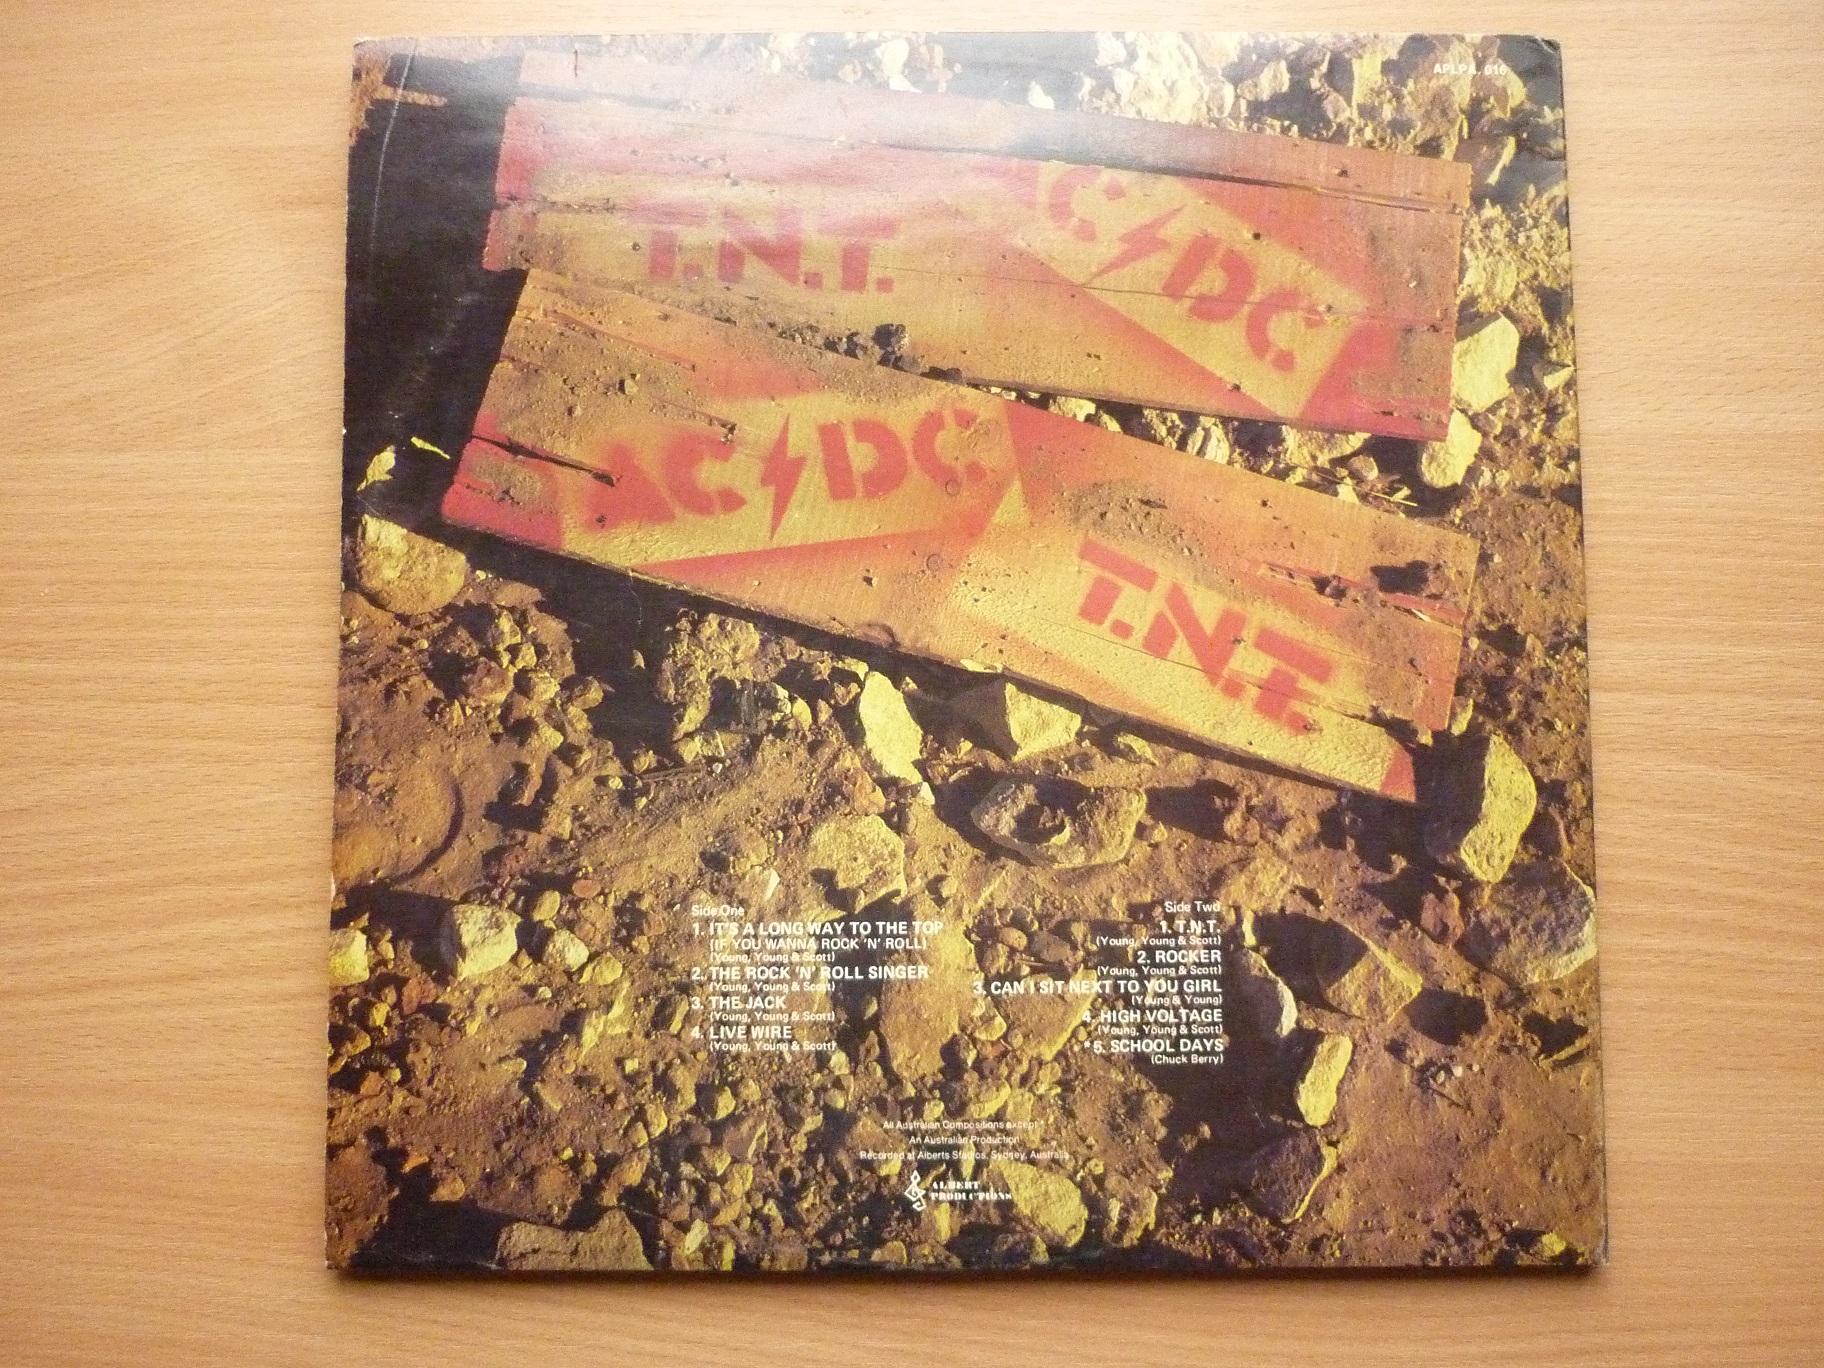 APLPA. 016
T.N.T.
AC/DC
AC/DC
T.N.T.
Side One
1. IT'S A LONG WAY TO THE TOP
(IF YOU WANNA ROCK 'N' ROLL)
(Young, Young & Scott)
2. THE ROCK 'N' ROLL SINGER
(Young, Young & Scott)
3. THE JACK
(Young, Young & Scott)
4. LIVE WIRE
(Young, Young & Scott)
Side Two
1. T.N.T.
(Young, Young & Scott)
2. ROCKER
(Young, Young & Scott)
3. CAN I SIT NEXT TO YOU GIRL
(Young & Young)
4. HIGH VOLTAGE
(Young, Young & Scott)
*5. SCHOOL DAYS
(Chuck Berry)
All Australian Compositions except *
An Australian Production
Recorded at Alberts Studios, Sydney, Australia
ALBERT
PRODUCTIONS